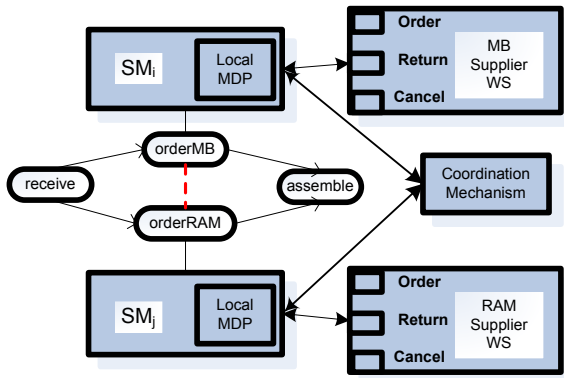 SMi
Local
MDP
Order
Return
Cancel
MB
Supplier
WS
orderMB
receive
assemble
orderRAM
Coordination
Mechanism
SMj
Local
MDP
Order
Return
Cancel
RAM
Supplier
WS